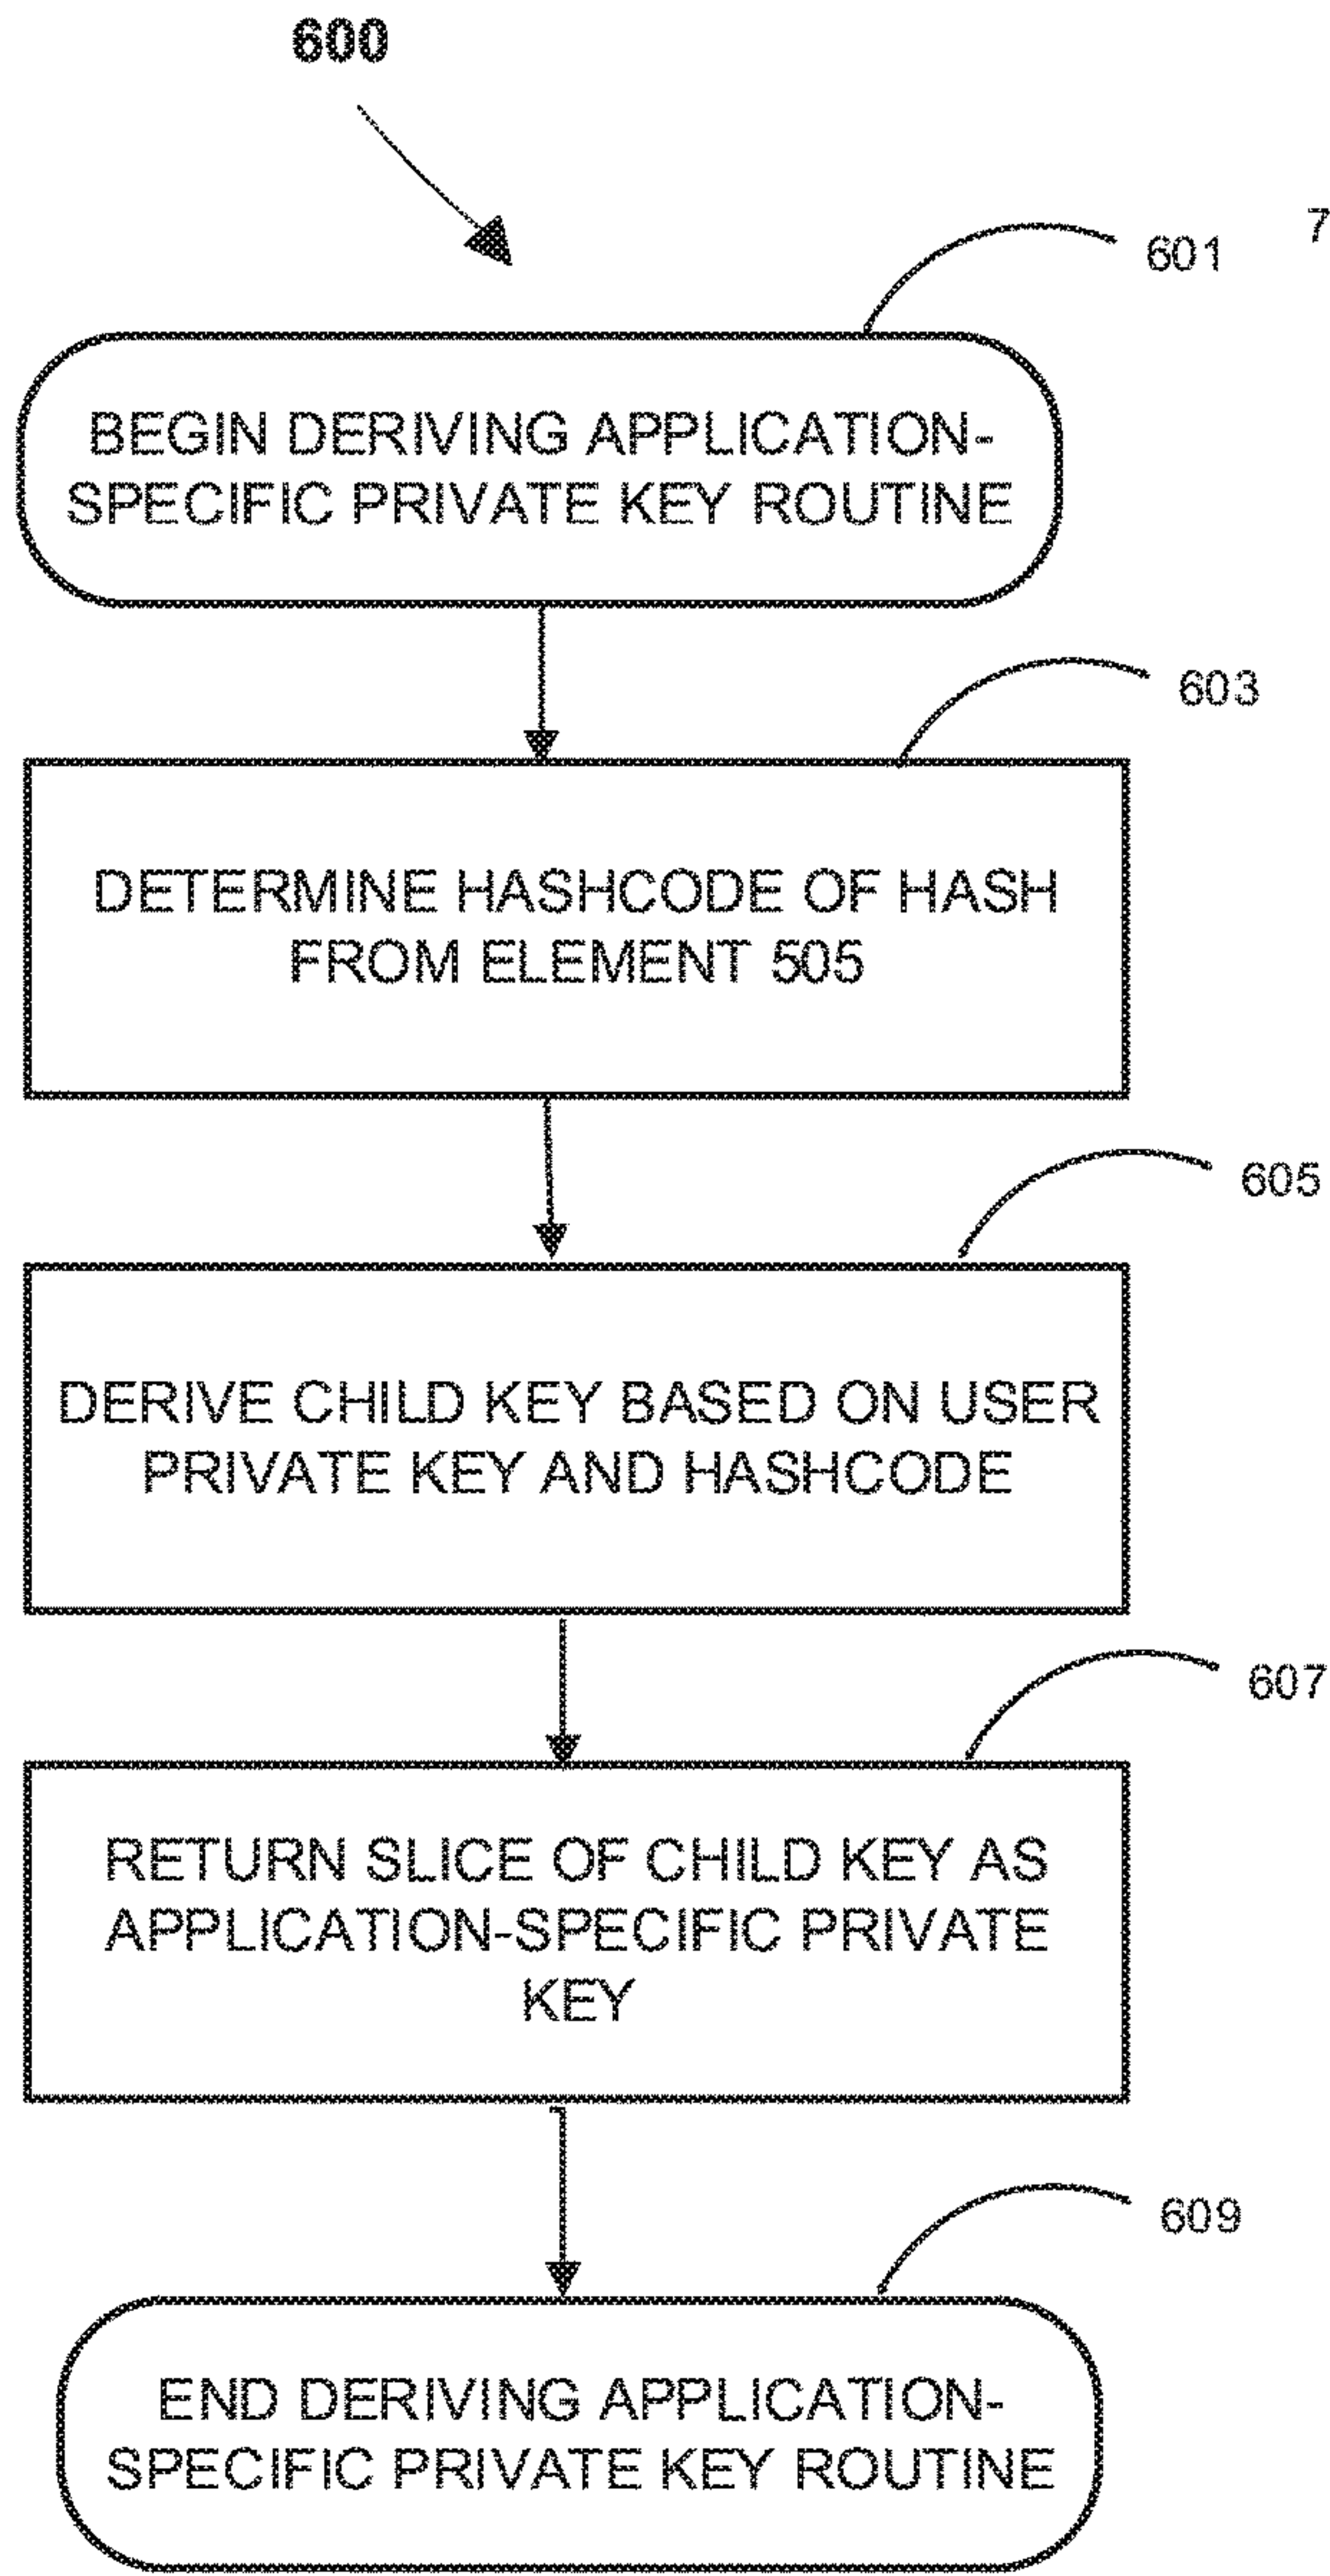 600
601
7
BEGIN DERIVING APPLICATION-
SPECIFIC PRIVATE KEY ROUTINE
603
DETERMINE HASHCODE OF HASH
FROM ELEMENT 505
605
DERIVE CHILD KEY BASED ON USER
PRIVATE KEY AND HASHCODE
607
RETURN SLICE OF CHILD KEY AS
APPLICATION-SPECIFIC PRIVATE
KEY
609
END DERIVING APPLICATION-
SPECIFIC PRIVATE KEY ROUTINE